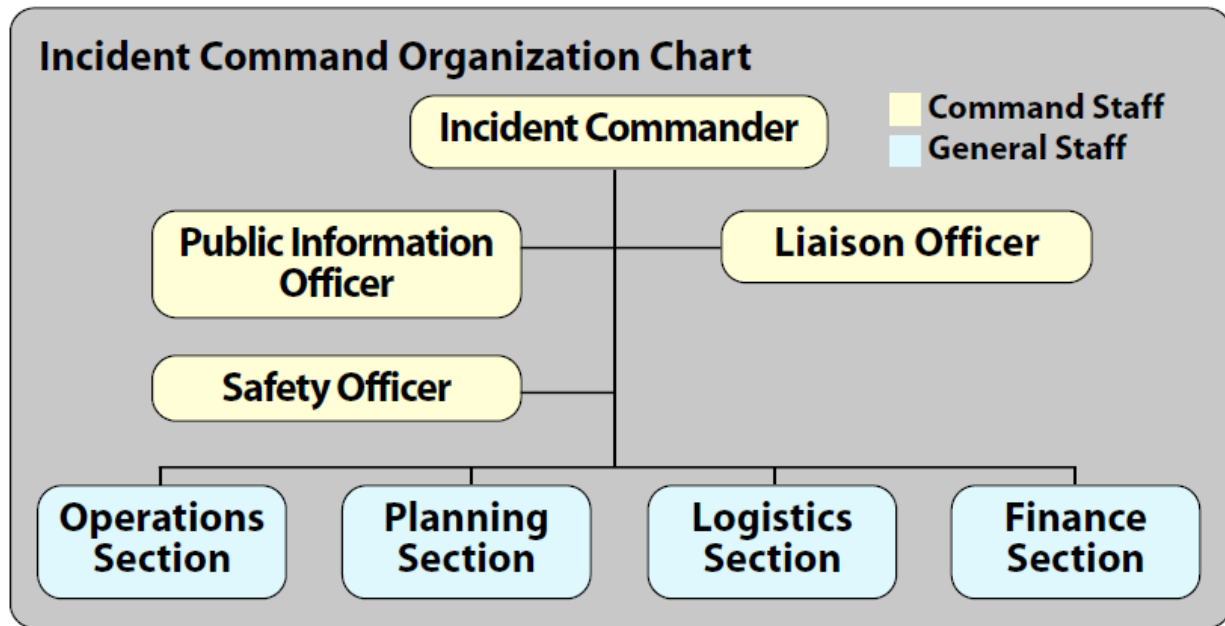 Incident Command Organization Chart
Incident Commander
Command Staff
General Staff
Public Information
Officer
Liaison Officer
Safety Officer
Operations
Section
Planning
Section
Logistics
Section
Finance
Section